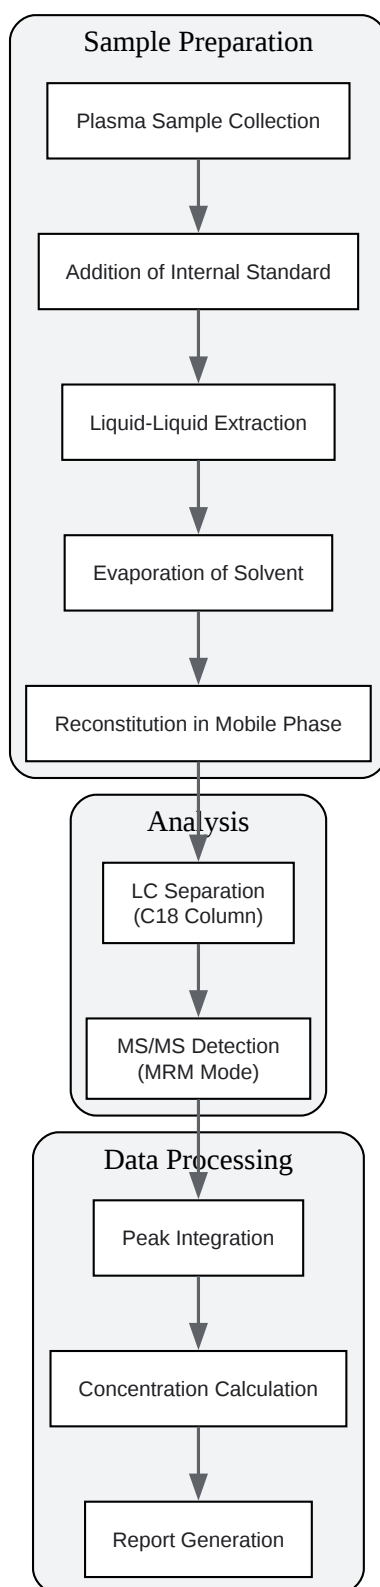 Sample Preparation
Plasma Sample Collection
Addition of Internal Standard
Liquid-Liquid Extraction
Evaporation of Solvent
Reconstitution in Mobile Phase
Analysis
LC Separation
(C18 Column)
MS/MS Detection
(MRM Mode)
Data Processing
Peak Integration
Concentration Calculation
Report Generation